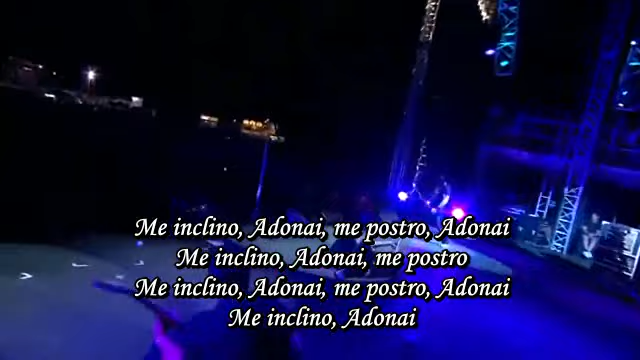 Me inclino, Adonai, me postro, Adonai
Me inclino, Adonai, me postro
Me inclino, Adonai, me postro, Adonai
Me inclino, Adonai